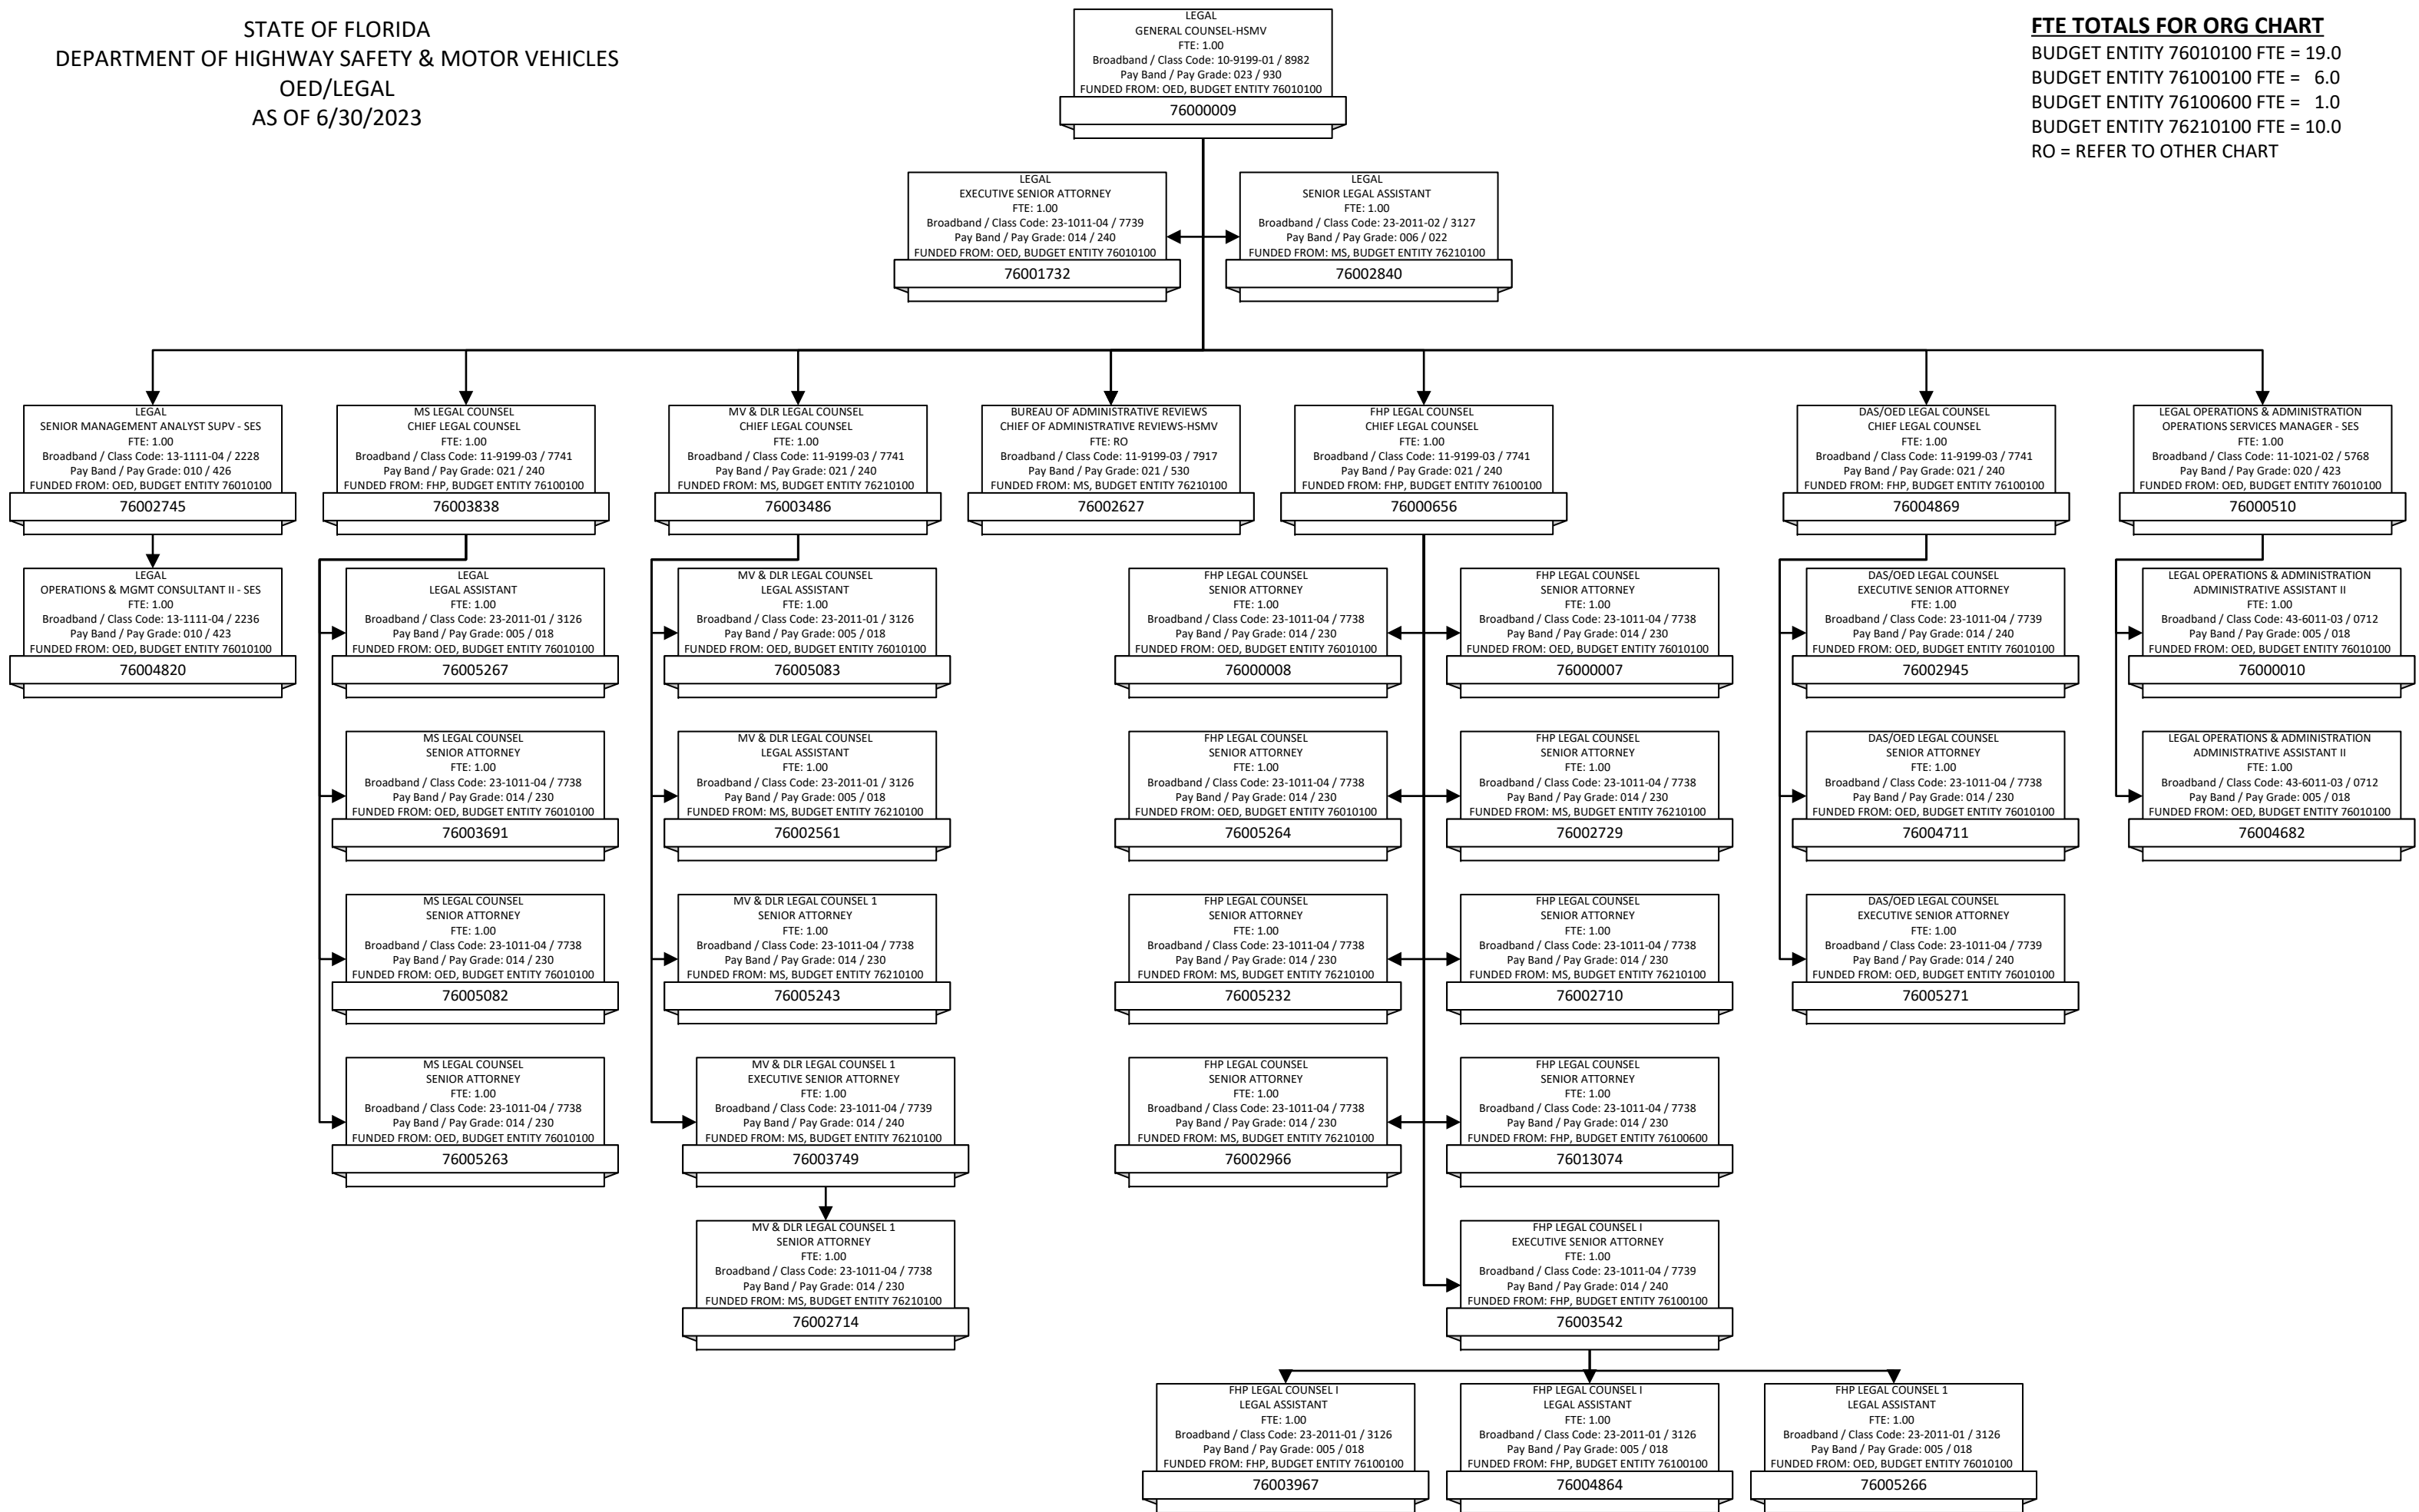 STATE OF FLORIDA
DEPARTMENT OF HIGHWAY SAFETY & MOTOR VEHICLES
OED/LEGAL
AS OF 6/30/2023
LEGAL
GENERAL COUNSEL-HSMV
FTE: 1.00
Broadband / Class Code: 10-9199-01 / 8982
Pay Band / Pay Grade: 023 / 930
FUNDED FROM: OED, BUDGET ENTITY 76010100
76000009
FTE TOTALS FOR ORG CHART
BUDGET ENTITY 76010100 FTE = 19.0
BUDGET ENTITY 76100100 FTE = 6.0
BUDGET ENTITY 76100600 FTE = 1.0
BUDGET ENTITY 76210100 FTE = 10.0
RO = REFER TO OTHER CHART
LEGAL
EXECUTIVE SENIOR ATTORNEY
FTE: 1.00
Broadband / Class Code: 23-1011-04 / 7739
Pay Band / Pay Grade: 014 / 240
FUNDED FROM: OED, BUDGET ENTITY 76010100
76001732
LEGAL
SENIOR LEGAL ASSISTANT
FTE: 1.00
Broadband / Class Code: 23-2011-02 / 3127
Pay Band / Pay Grade: 006 / 022
FUNDED FROM: MS, BUDGET ENTITY 76210100
76002840
LEGAL
SENIOR MANAGEMENT ANALYST SUPV - SES
FTE: 1.00
Broadband / Class Code: 13-1111-04 / 2228
Pay Band / Pay Grade: 010 / 426
FUNDED FROM: OED, BUDGET ENTITY 76010100
76002745
MS LEGAL COUNSEL
CHIEF LEGAL COUNSEL
FTE: 1.00
Broadband / Class Code: 11-9199-03 / 7741
Pay Band / Pay Grade: 021 / 240
FUNDED FROM: FHP, BUDGET ENTITY 76100100
76003838
MV & DLR LEGAL COUNSEL
CHIEF LEGAL COUNSEL
FTE: 1.00
Broadband / Class Code: 11-9199-03 / 7741
Pay Band / Pay Grade: 021 / 240
FUNDED FROM: MS, BUDGET ENTITY 76210100
76003486
BUREAU OF ADMINISTRATIVE REVIEWS
CHIEF OF ADMINISTRATIVE REVIEWS-HSMV
FTE: RO
Broadband / Class Code: 11-9199-03 / 7917
Pay Band / Pay Grade: 021 / 530
FUNDED FROM: MS, BUDGET ENTITY 76210100
76002627
FHP LEGAL COUNSEL
CHIEF LEGAL COUNSEL
FTE: 1.00
Broadband / Class Code: 11-9199-03 / 7741
Pay Band / Pay Grade: 021 / 240
FUNDED FROM: FHP, BUDGET ENTITY 76100100
76000656
DAS/OED LEGAL COUNSEL
CHIEF LEGAL COUNSEL
FTE: 1.00
Broadband / Class Code: 11-9199-03 / 7741
Pay Band / Pay Grade: 021 / 240
FUNDED FROM: FHP, BUDGET ENTITY 76100100
76004869
LEGAL OPERATIONS & ADMINISTRATION
OPERATIONS SERVICES MANAGER - SES
FTE: 1.00
Broadband / Class Code: 11-1021-02 / 5768
Pay Band / Pay Grade: 020 / 423
FUNDED FROM: OED, BUDGET ENTITY 76010100
76000510
LEGAL
OPERATIONS & MGMT CONSULTANT II - SES
FTE: 1.00
Broadband / Class Code: 13-1111-04 / 2236
Pay Band / Pay Grade: 010 / 423
FUNDED FROM: OED, BUDGET ENTITY 76010100
76004820
LEGAL
LEGAL ASSISTANT
FTE: 1.00
Broadband / Class Code: 23-2011-01 / 3126
Pay Band / Pay Grade: 005 / 018
FUNDED FROM: OED, BUDGET ENTITY 76010100
76005267
MV & DLR LEGAL COUNSEL
LEGAL ASSISTANT
FTE: 1.00
Broadband / Class Code: 23-2011-01 / 3126
Pay Band / Pay Grade: 005 / 018
FUNDED FROM: OED, BUDGET ENTITY 76010100
76005083
FHP LEGAL COUNSEL
SENIOR ATTORNEY
FTE: 1.00
Broadband / Class Code: 23-1011-04 / 7738
Pay Band / Pay Grade: 014 / 230
FUNDED FROM: OED, BUDGET ENTITY 76010100
76000008
FHP LEGAL COUNSEL
SENIOR ATTORNEY
FTE: 1.00
Broadband / Class Code: 23-1011-04 / 7738
Pay Band / Pay Grade: 014 / 230
FUNDED FROM: OED, BUDGET ENTITY 76010100
76000007
DAS/OED LEGAL COUNSEL
EXECUTIVE SENIOR ATTORNEY
FTE: 1.00
Broadband / Class Code: 23-1011-04 / 7739
Pay Band / Pay Grade: 014 / 240
FUNDED FROM: OED, BUDGET ENTITY 76010100
76002945
LEGAL OPERATIONS & ADMINISTRATION
ADMINISTRATIVE ASSISTANT II
FTE: 1.00
Broadband / Class Code: 43-6011-03 / 0712
Pay Band / Pay Grade: 005 / 018
FUNDED FROM: OED, BUDGET ENTITY 76010100
76000010
MS LEGAL COUNSEL
SENIOR ATTORNEY
FTE: 1.00
Broadband / Class Code: 23-1011-04 / 7738
Pay Band / Pay Grade: 014 / 230
FUNDED FROM: OED, BUDGET ENTITY 76010100
76003691
MV & DLR LEGAL COUNSEL
LEGAL ASSISTANT
FTE: 1.00
Broadband / Class Code: 23-2011-01 / 3126
Pay Band / Pay Grade: 005 / 018
FUNDED FROM: MS, BUDGET ENTITY 76210100
76002561
FHP LEGAL COUNSEL
SENIOR ATTORNEY
FTE: 1.00
Broadband / Class Code: 23-1011-04 / 7738
Pay Band / Pay Grade: 014 / 230
FUNDED FROM: OED, BUDGET ENTITY 76010100
76005264
FHP LEGAL COUNSEL
SENIOR ATTORNEY
FTE: 1.00
Broadband / Class Code: 23-1011-04 / 7738
Pay Band / Pay Grade: 014 / 230
FUNDED FROM: MS, BUDGET ENTITY 76210100
76002729
DAS/OED LEGAL COUNSEL
SENIOR ATTORNEY
FTE: 1.00
Broadband / Class Code: 23-1011-04 / 7738
Pay Band / Pay Grade: 014 / 230
FUNDED FROM: OED, BUDGET ENTITY 76010100
76004711
LEGAL OPERATIONS & ADMINISTRATION
ADMINISTRATIVE ASSISTANT II
FTE: 1.00
Broadband / Class Code: 43-6011-03 / 0712
Pay Band / Pay Grade: 005 / 018
FUNDED FROM: OED, BUDGET ENTITY 76010100
76004682
MS LEGAL COUNSEL
SENIOR ATTORNEY
FTE: 1.00
Broadband / Class Code: 23-1011-04 / 7738
Pay Band / Pay Grade: 014 / 230
FUNDED FROM: OED, BUDGET ENTITY 76010100
76005082
MV & DLR LEGAL COUNSEL 1
SENIOR ATTORNEY
FTE: 1.00
Broadband / Class Code: 23-1011-04 / 7738
Pay Band / Pay Grade: 014 / 230
FUNDED FROM: MS, BUDGET ENTITY 76210100
76005243
FHP LEGAL COUNSEL
SENIOR ATTORNEY
FTE: 1.00
Broadband / Class Code: 23-1011-04 / 7738
Pay Band / Pay Grade: 014 / 230
FUNDED FROM: MS, BUDGET ENTITY 76210100
76005232
FHP LEGAL COUNSEL
SENIOR ATTORNEY
FTE: 1.00
Broadband / Class Code: 23-1011-04 / 7738
Pay Band / Pay Grade: 014 / 230
FUNDED FROM: MS, BUDGET ENTITY 76210100
76002710
DAS/OED LEGAL COUNSEL
EXECUTIVE SENIOR ATTORNEY
FTE: 1.00
Broadband / Class Code: 23-1011-04 / 7739
Pay Band / Pay Grade: 014 / 240
FUNDED FROM: OED, BUDGET ENTITY 76010100
76005271
MS LEGAL COUNSEL
SENIOR ATTORNEY
FTE: 1.00
Broadband / Class Code: 23-1011-04 / 7738
Pay Band / Pay Grade: 014 / 230
FUNDED FROM: OED, BUDGET ENTITY 76010100
76005263
MV & DLR LEGAL COUNSEL 1
EXECUTIVE SENIOR ATTORNEY
FTE: 1.00
Broadband / Class Code: 23-1011-04 / 7739
Pay Band / Pay Grade: 014 / 240
FUNDED FROM: MS, BUDGET ENTITY 76210100
76003749
FHP LEGAL COUNSEL
SENIOR ATTORNEY
FTE: 1.00
Broadband / Class Code: 23-1011-04 / 7738
Pay Band / Pay Grade: 014 / 230
FUNDED FROM: MS, BUDGET ENTITY 76210100
76002966
FHP LEGAL COUNSEL
SENIOR ATTORNEY
FTE: 1.00
Broadband / Class Code: 23-1011-04 / 7738
Pay Band / Pay Grade: 014 / 230
FUNDED FROM: FHP, BUDGET ENTITY 76100600
76013074
MV & DLR LEGAL COUNSEL 1
SENIOR ATTORNEY
FTE: 1.00
Broadband / Class Code: 23-1011-04 / 7738
Pay Band / Pay Grade: 014 / 230
FUNDED FROM: MS, BUDGET ENTITY 76210100
76002714
FHP LEGAL COUNSEL I
EXECUTIVE SENIOR ATTORNEY
FTE: 1.00
Broadband / Class Code: 23-1011-04 / 7739
Pay Band / Pay Grade: 014 / 240
FUNDED FROM: FHP, BUDGET ENTITY 76100100
76003542
FHP LEGAL COUNSEL I
LEGAL ASSISTANT
FTE: 1.00
Broadband / Class Code: 23-2011-01 / 3126
Pay Band / Pay Grade: 005 / 018
FUNDED FROM: FHP, BUDGET ENTITY 76100100
76003967
FHP LEGAL COUNSEL I
LEGAL ASSISTANT
FTE: 1.00
Broadband / Class Code: 23-2011-01 / 3126
Pay Band / Pay Grade: 005 / 018
FUNDED FROM: FHP, BUDGET ENTITY 76100100
76004864
FHP LEGAL COUNSEL 1
LEGAL ASSISTANT
FTE: 1.00
Broadband / Class Code: 23-2011-01 / 3126
Pay Band / Pay Grade: 005 / 018
FUNDED FROM: OED, BUDGET ENTITY 76010100
76005266